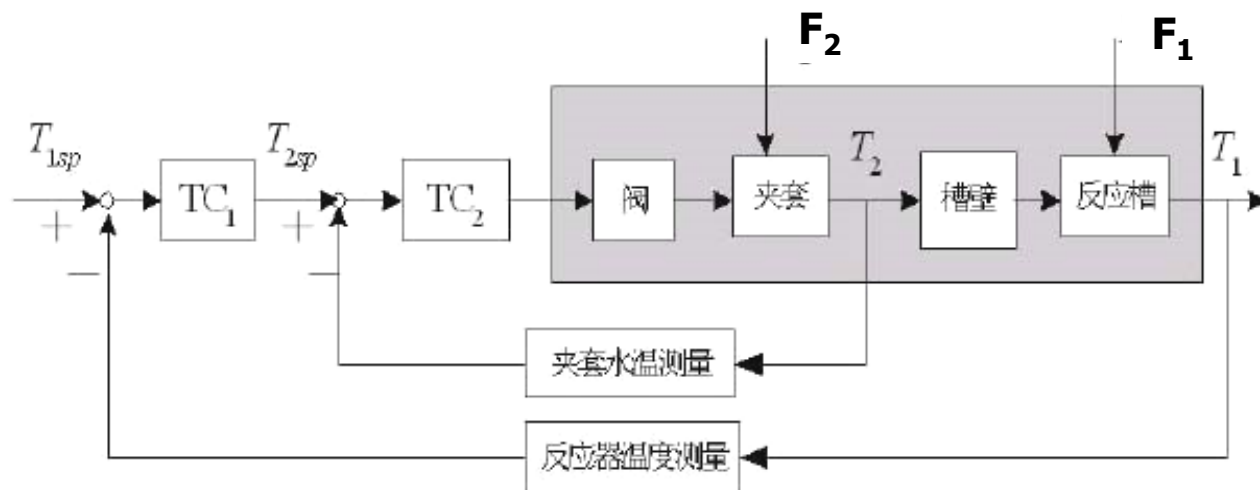 F₂
F₁
T₁sp
T₂sp
T₂
T₁
TC₁
TC₂
阀
夹套
槽壁
反应槽
+
+
−
−
夹套水温测量
反应器温度测量